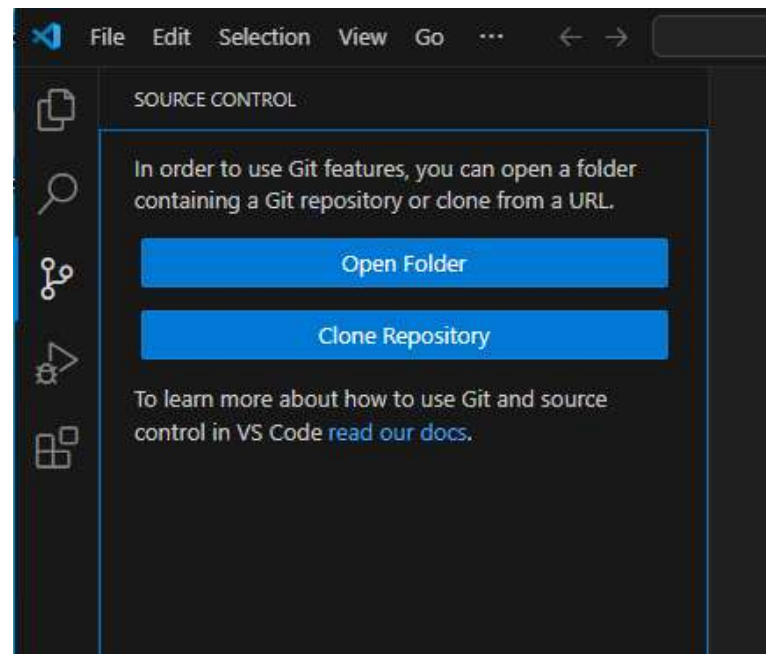 File Edit Selection View Go ...
SOURCE CONTROL
In order to use Git features, you can open a folder
containing a Git repository or clone from a URL.
Open Folder
Clone Repository
To learn more about how to use Git and source
control in VS Code read our docs.